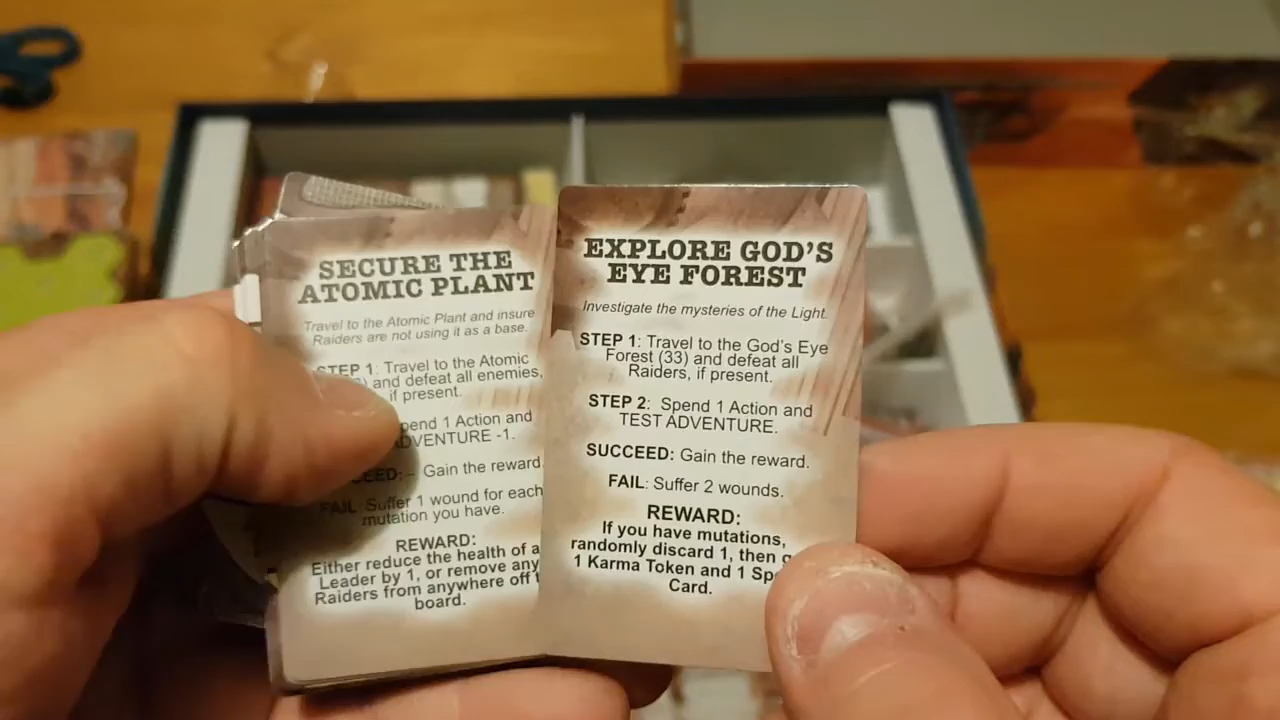 SECURE THE
ATOMIC PLANT
Travel to the Atomic Plant and insure
Raiders are not using it as a base.
STEP 1: Travel to the Atomic
and defeat all enemies,
if present.
pend 1 Action and
ADVENTURE -1.
EED: - Gain the reward.
FAIL: Suffer 1 wound for each
mutation you have.
REWARD:
Either reduce the health of a
Leader by 1, or remove any
Raiders from anywhere off
board.
EXPLORE GOD'S
EYE FOREST
Investigate the mysteries of the Light.
STEP 1: Travel to the God's Eye
Forest (33) and defeat all
Raiders, if present.
STEP 2: Spend 1 Action and
TEST ADVENTURE.
SUCCEED: Gain the reward.
FAIL: Suffer 2 wounds.
REWARD:
If you have mutations,
randomly discard 1, then
1 Karma Token and 1
Card.